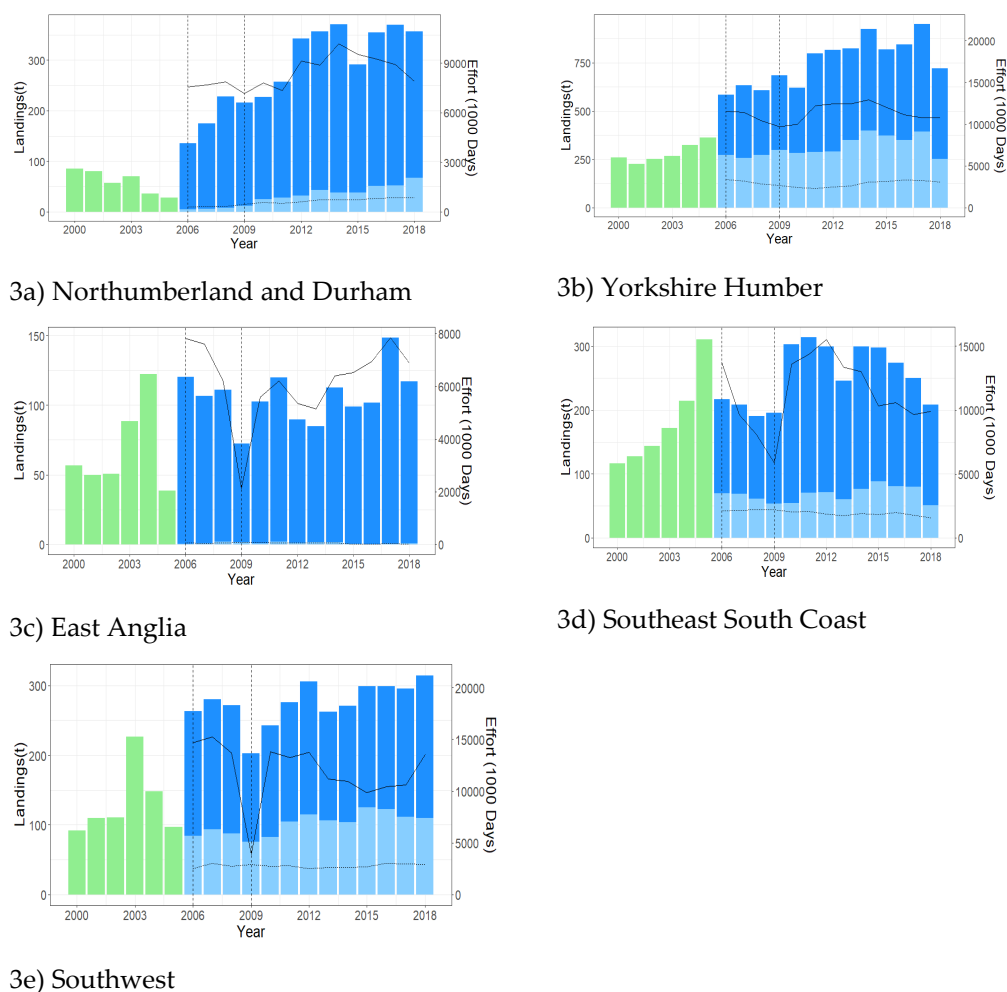 Landings(t)
300
200
100
0
9000
6000
3000
0
Effort (1000 Days)
2000 2003 2006 2009 2012 2015 2018
Year
3a) Northumberland and Durham
Landings(t)
750
500
250
0
20000
15000
10000
5000
0
Effort (1000 Days)
2000 2003 2006 2009 2012 2015 2018
Year
3b) Yorkshire Humber
Landings(t)
150
100
50
0
8000
6000
4000
2000
0
Effort (1000 Days)
2000 2003 2006 2009 2012 2015 2018
Year
3c) East Anglia
Landings(t)
300
200
100
0
15000
10000
5000
0
Effort (1000 Days)
2000 2003 2006 2009 2012 2015 2018
Year
3d) Southeast South Coast
Landings(t)
300
200
100
0
20000
15000
10000
5000
0
Effort (1000 Days)
2000 2003 2006 2009 2012 2015 2018
Year
3e) Southwest